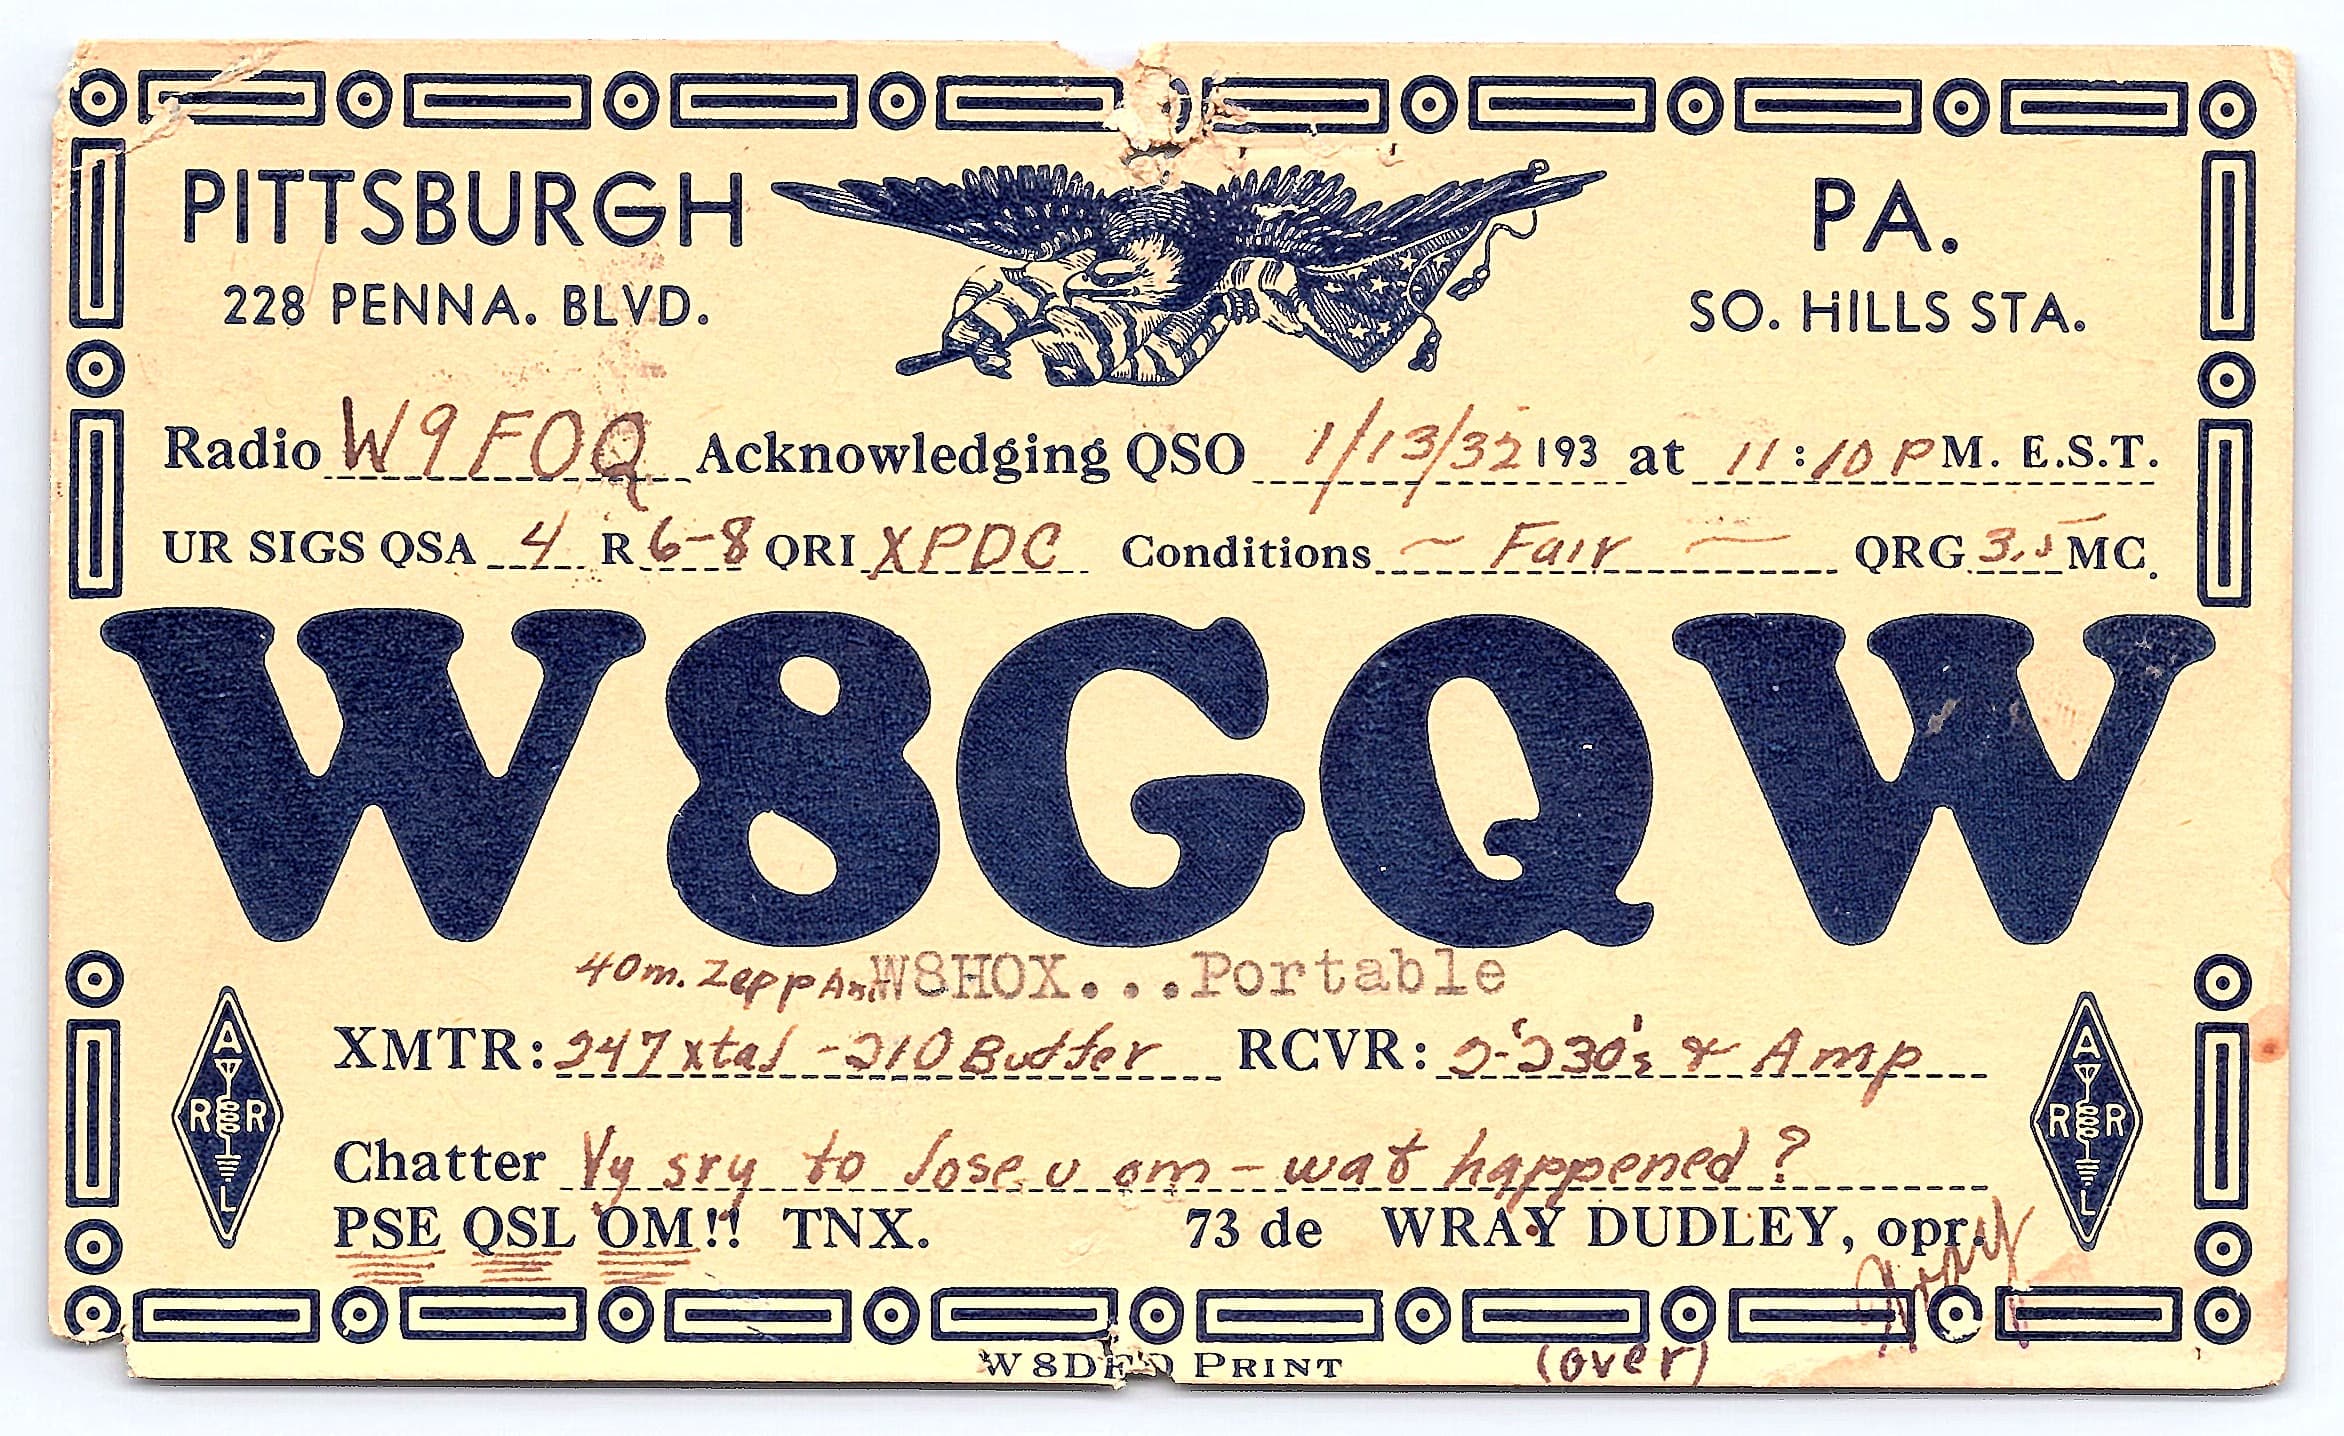 PITTSBURGH PA.
228 PENNA. BLVD. SO. HILLS STA.
Radio W9FOQ Acknowledging QSO 1/13/32 193 at 11:10 P M. E.S.T.
UR SIGS QSA 4 R 6-8 QRI XPDC Conditions ~ Fair ~ QRG 3.5 MC.
W8GQW
40m. Zepp Ant. W8HOX...Portable
XMTR: 247 xtal - 210 Buffer RCVR: 2-'230's & Amp
A
R R
L
A
R R
L
Chatter Vy sry to lose u om - wat happened?
PSE QSL OM!! TNX. 73 de WRAY DUDLEY, opr.
Wray
PRINT (over)